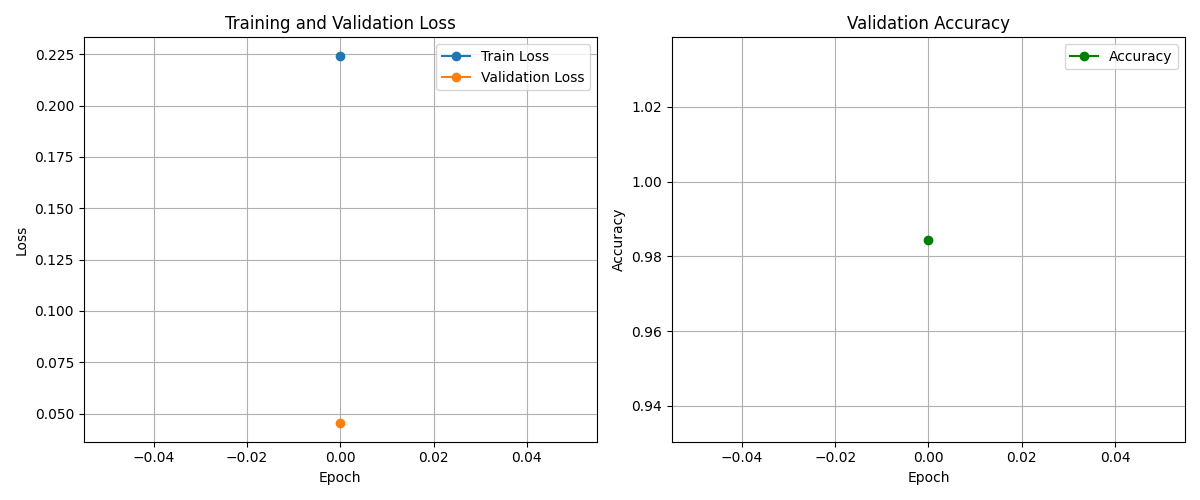 Training and Validation Loss
Train Loss
Validation Loss
0.225
0.200
0.175
0.150
0.125
0.100
0.075
0.050
Loss
−0.04 −0.02 0.00 0.02 0.04
Epoch
Validation Accuracy
Accuracy
1.02
1.00
0.98
0.96
0.94
Accuracy
−0.04 −0.02 0.00 0.02 0.04
Epoch